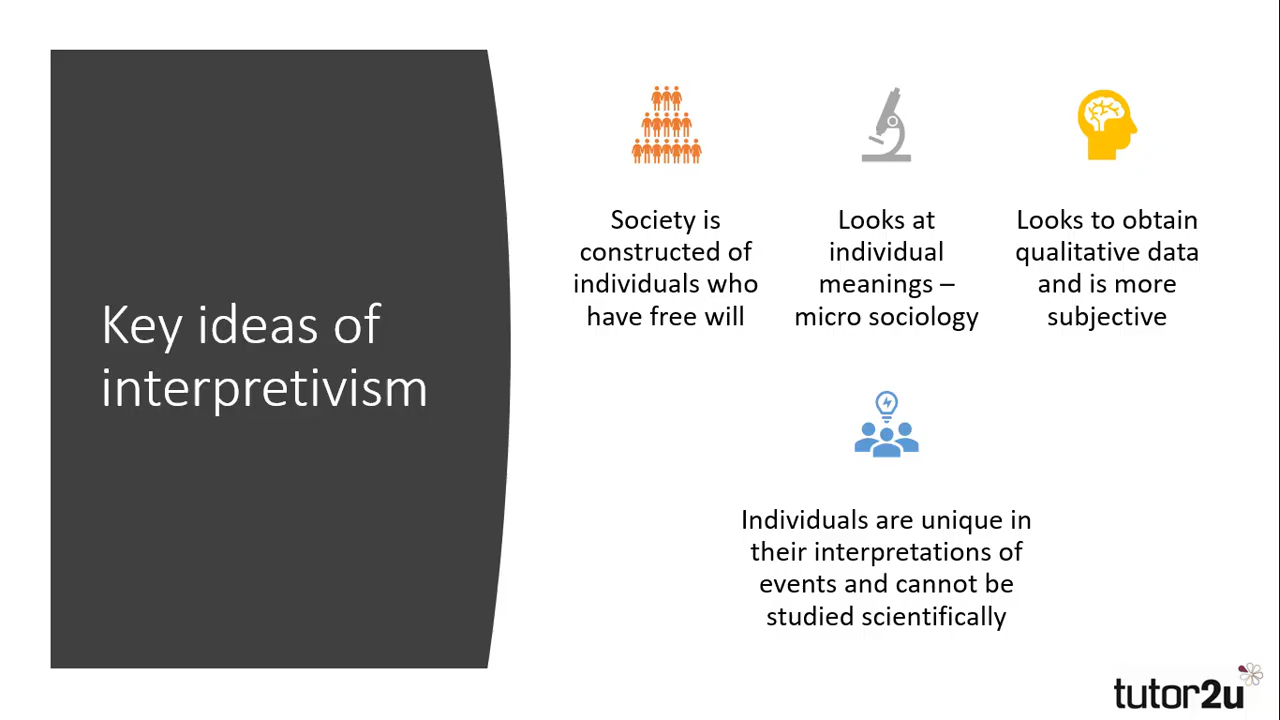 Key ideas of
interpretivism
Society is
constructed of
individuals who
have free will
Looks at
individual
meanings –
micro sociology
Looks to obtain
qualitative data
and is more
subjective
Individuals are unique in
their interpretations of
events and cannot be
studied scientifically
tutor2u